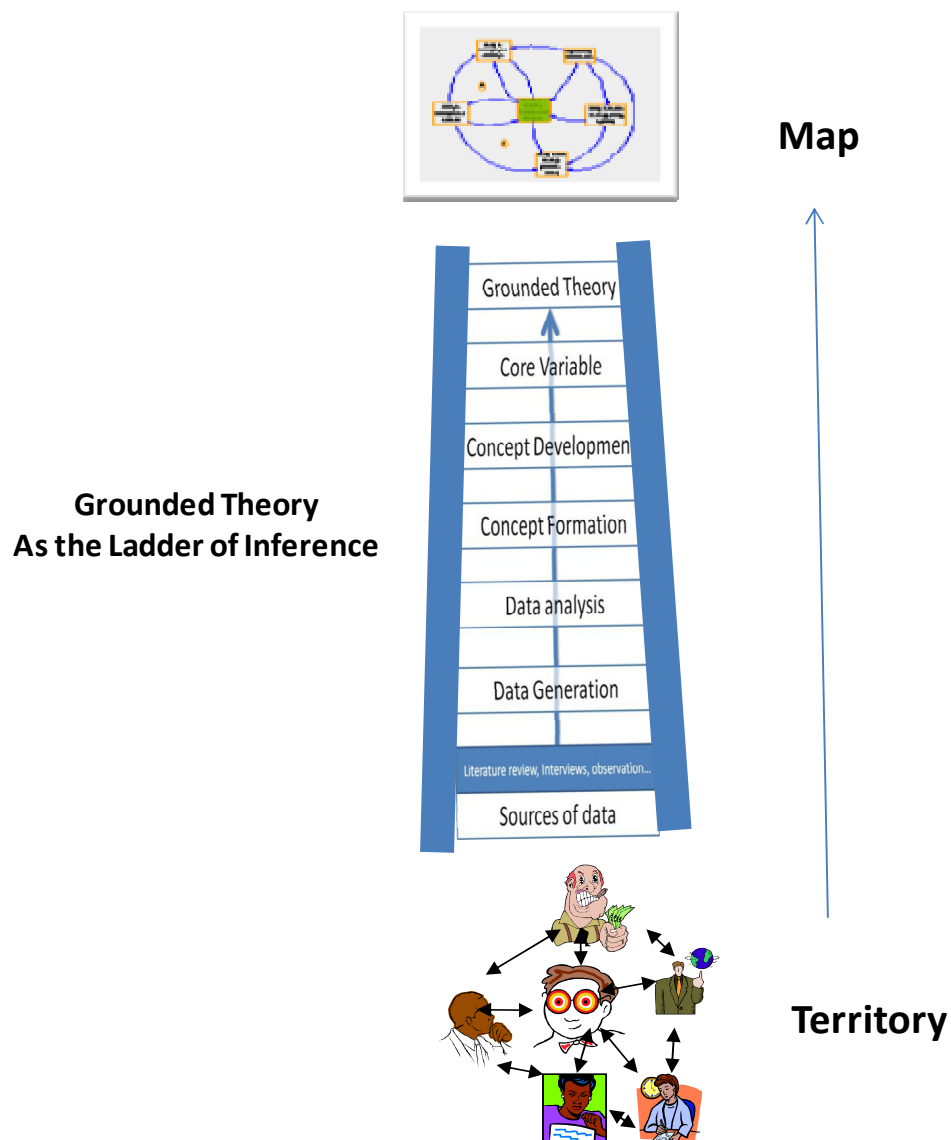 Map
Grounded Theory
Core Variable
Concept Developmen
Grounded Theory
As the Ladder of Inference
Concept Formation
Data analysis
Data Generation
Literature review, Interviews, observation...
Sources of data
Territory